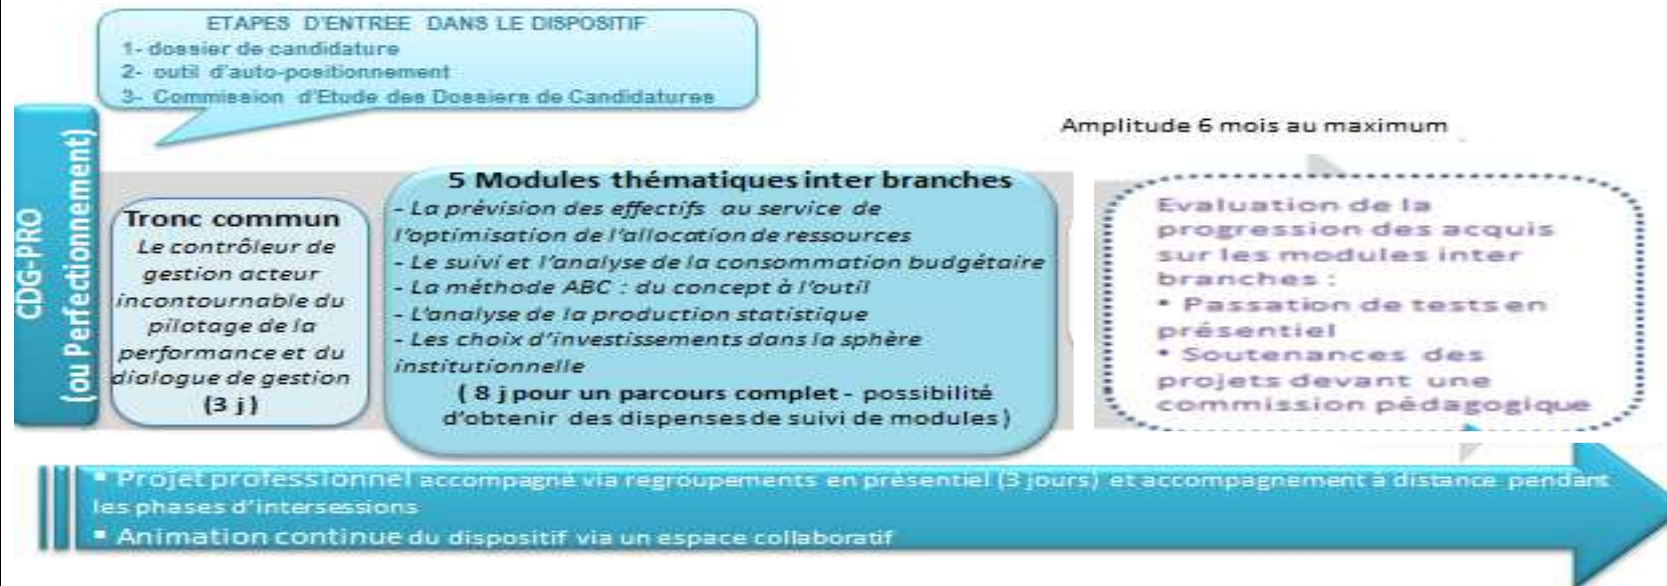 ETAPES D'ENTREE DANS LE DISPOSITIF
1- dossier de candidature
2- outil d'auto-positionnement
3- Commission d'Etude des Dossiers de Candidatures
Amplitude 6 mois au maximum
CDG-PRO
(ou Perfectionnement)
Tronc commun
Le contrôleur de
gestion acteur
incontournable du
pilotage de la
performance et du
dialogue de gestion
(3 j)
5 Modules thématiques inter branches
- La prévision des effectifs au service de
l'optimisation de l'allocation de ressources
- Le suivi et l'analyse de la consommation budgétaire
- La méthode ABC : du concept à l'outil
- L'analyse de la production statistique
- Les choix d'investissements dans la sphère
institutionnelle
( 8 j pour un parcours complet - possibilité
d'obtenir des dispenses de suivi de modules)
Evaluation de la
progression des acquis
sur les modules inter
branches :
• Passation de tests en
présentiel
• Soutenances des
projets devant une
commission pédagogique
▪ Projet professionnel accompagné via regroupements en présentiel (3 jours) et accompagnement à distance pendant
les phases d'intersessions
▪ Animation continue du dispositif via un espace collaboratif